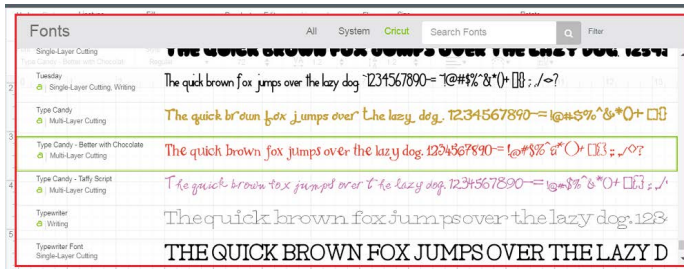 Fonts All System Cricut Search Fonts Filter
THE QUICK BROWN FOX JUMPS OVER THE LAZY DOG. 1234
Single-Layer Cutting
Tuesday
Single-Layer Cutting, Writing
The quick brown fox jumps over the lazy dog. 1234567890-= !@#$%^&*()+ []{} ; , ./<>?
Type Candy
Multi-Layer Cutting
The quick brown fox jumps over the lazy dog. 1234567890-= !@#$%^&*()+ []{}
Type Candy - Better with Chocolate
Multi-Layer Cutting
The quick brown fox jumps over the lazy dog. 1234567890-= !@#$%^&*()+ []{} ; , ./<>?
Type Candy - Taffy Script
Multi-Layer Cutting
The quick brown fox jumps over the lazy dog. 1234567890-= !@#$%^&*()+ []{} ; , ./
Typewriter
Writing
The quick brown fox jumps over the lazy dog. 123
Typewriter Font
Single-Layer Cutting
THE QUICK BROWN FOX JUMPS OVER THE LAZY D
2
3
4
5